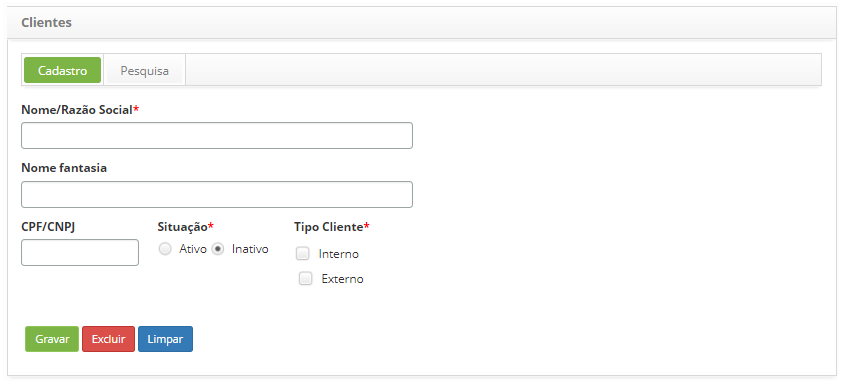 Clientes
Cadastro Pesquisa
Nome/Razão Social*
Nome fantasia
CPF/CNPJ Situação* Tipo Cliente*
Ativo Inativo Interno
Externo
Gravar Excluir Limpar